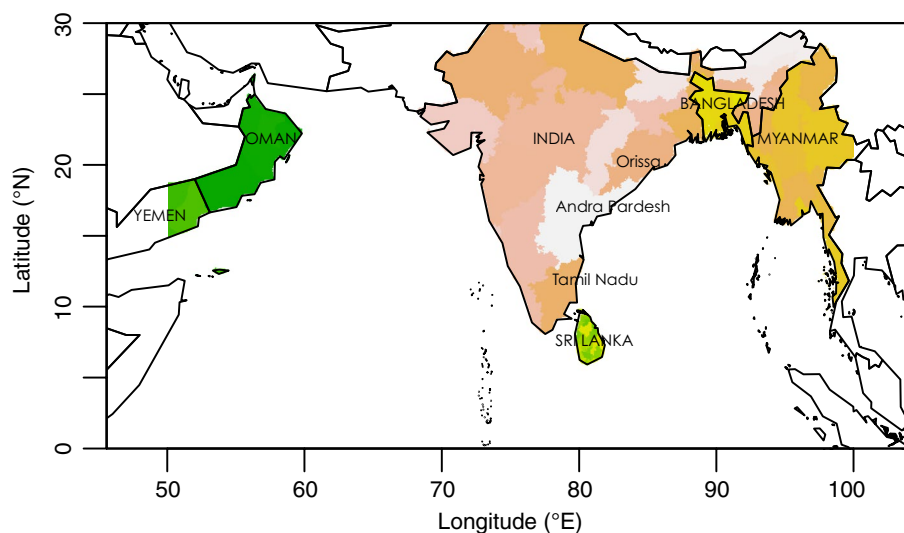 30
BANGLADESH
OMAN
INDIA
MYANMAR
20
Orissa
YEMEN
Andra Pardesh
Tamil Nadu
10
SRI LANKA
0
50
60
70
80
90
100
Longitude (°E)
Latitude (°N)